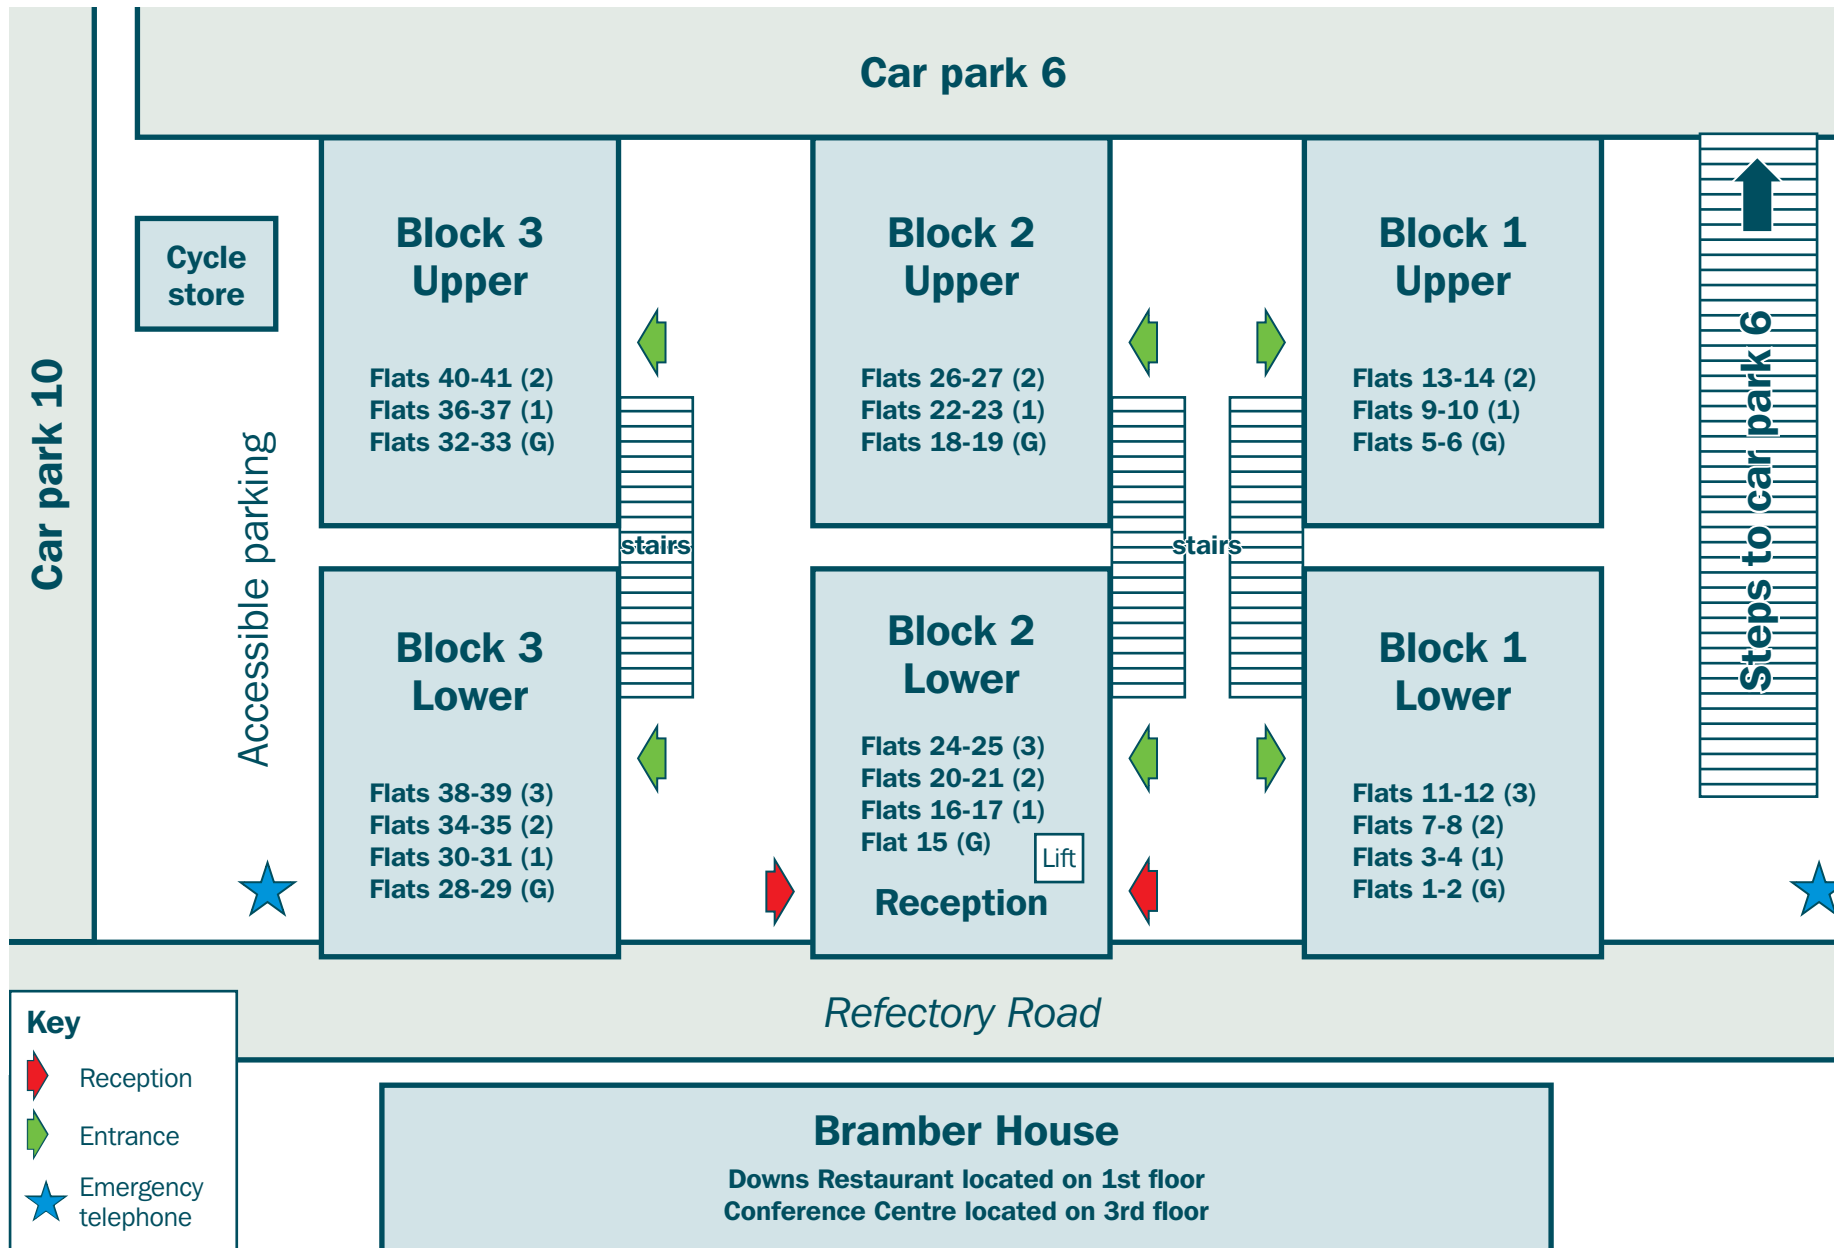 Car park 6
Car park 10
Cycle
store
Accessible parking
Block 3
Upper
Flats 40-41 (2)
Flats 36-37 (1)
Flats 32-33 (G)
Block 2
Upper
Flats 26-27 (2)
Flats 22-23 (1)
Flats 18-19 (G)
Block 1
Upper
Flats 13-14 (2)
Flats 9-10 (1)
Flats 5-6 (G)
Steps to car park 6
stairs
stairs
Block 3
Lower
Flats 38-39 (3)
Flats 34-35 (2)
Flats 30-31 (1)
Flats 28-29 (G)
Block 2
Lower
Flats 24-25 (3)
Flats 20-21 (2)
Flats 16-17 (1)
Flat 15 (G)
Lift
Reception
Block 1
Lower
Flats 11-12 (3)
Flats 7-8 (2)
Flats 3-4 (1)
Flats 1-2 (G)
Refectory Road
Key
Reception
Entrance
Emergency
telephone
Bramber House
Downs Restaurant located on 1st floor
Conference Centre located on 3rd floor